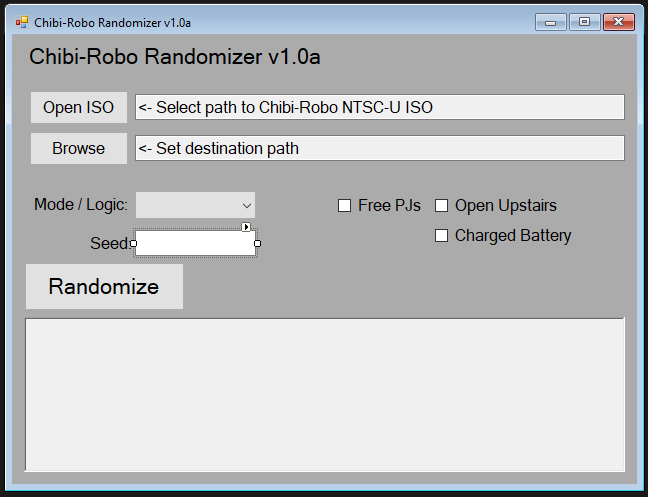 Chibi-Robo Randomizer v1.0a
Chibi-Robo Randomizer v1.0a
Open ISO <- Select path to Chibi-Robo NTSC-U ISO
Browse <- Set destination path
Mode / Logic: Free PJs Open Upstairs
Seed: Charged Battery
Randomize